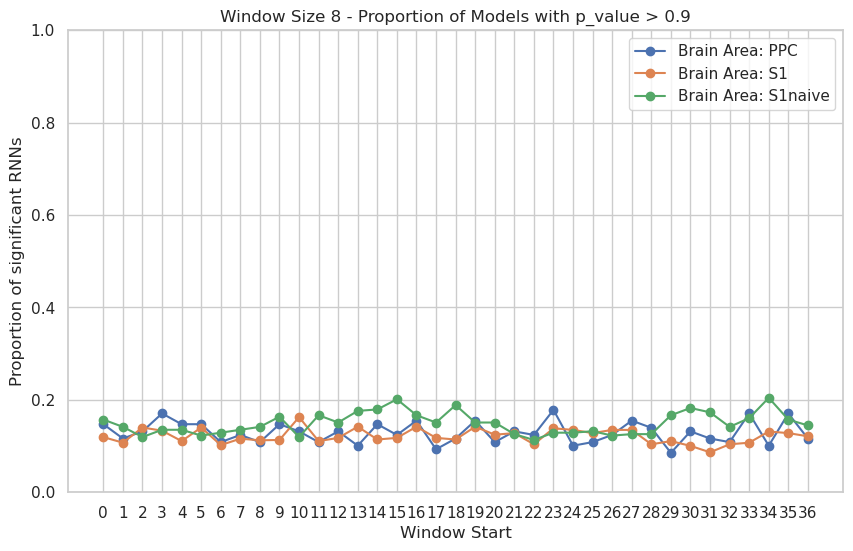 Window Size 8 - Proportion of Models with p_value > 0.9
Brain Area: PPC
Brain Area: S1
Brain Area: S1naive
Proportion of significant RNNs
1.0
0.8
0.6
0.4
0.2
0.0
0 1 2 3 4 5 6 7 8 9 10 11 12 13 14 15 16 17 18 19 20 21 22 23 24 25 26 27 28 29 30 31 32 33 34 35 36
Window Start